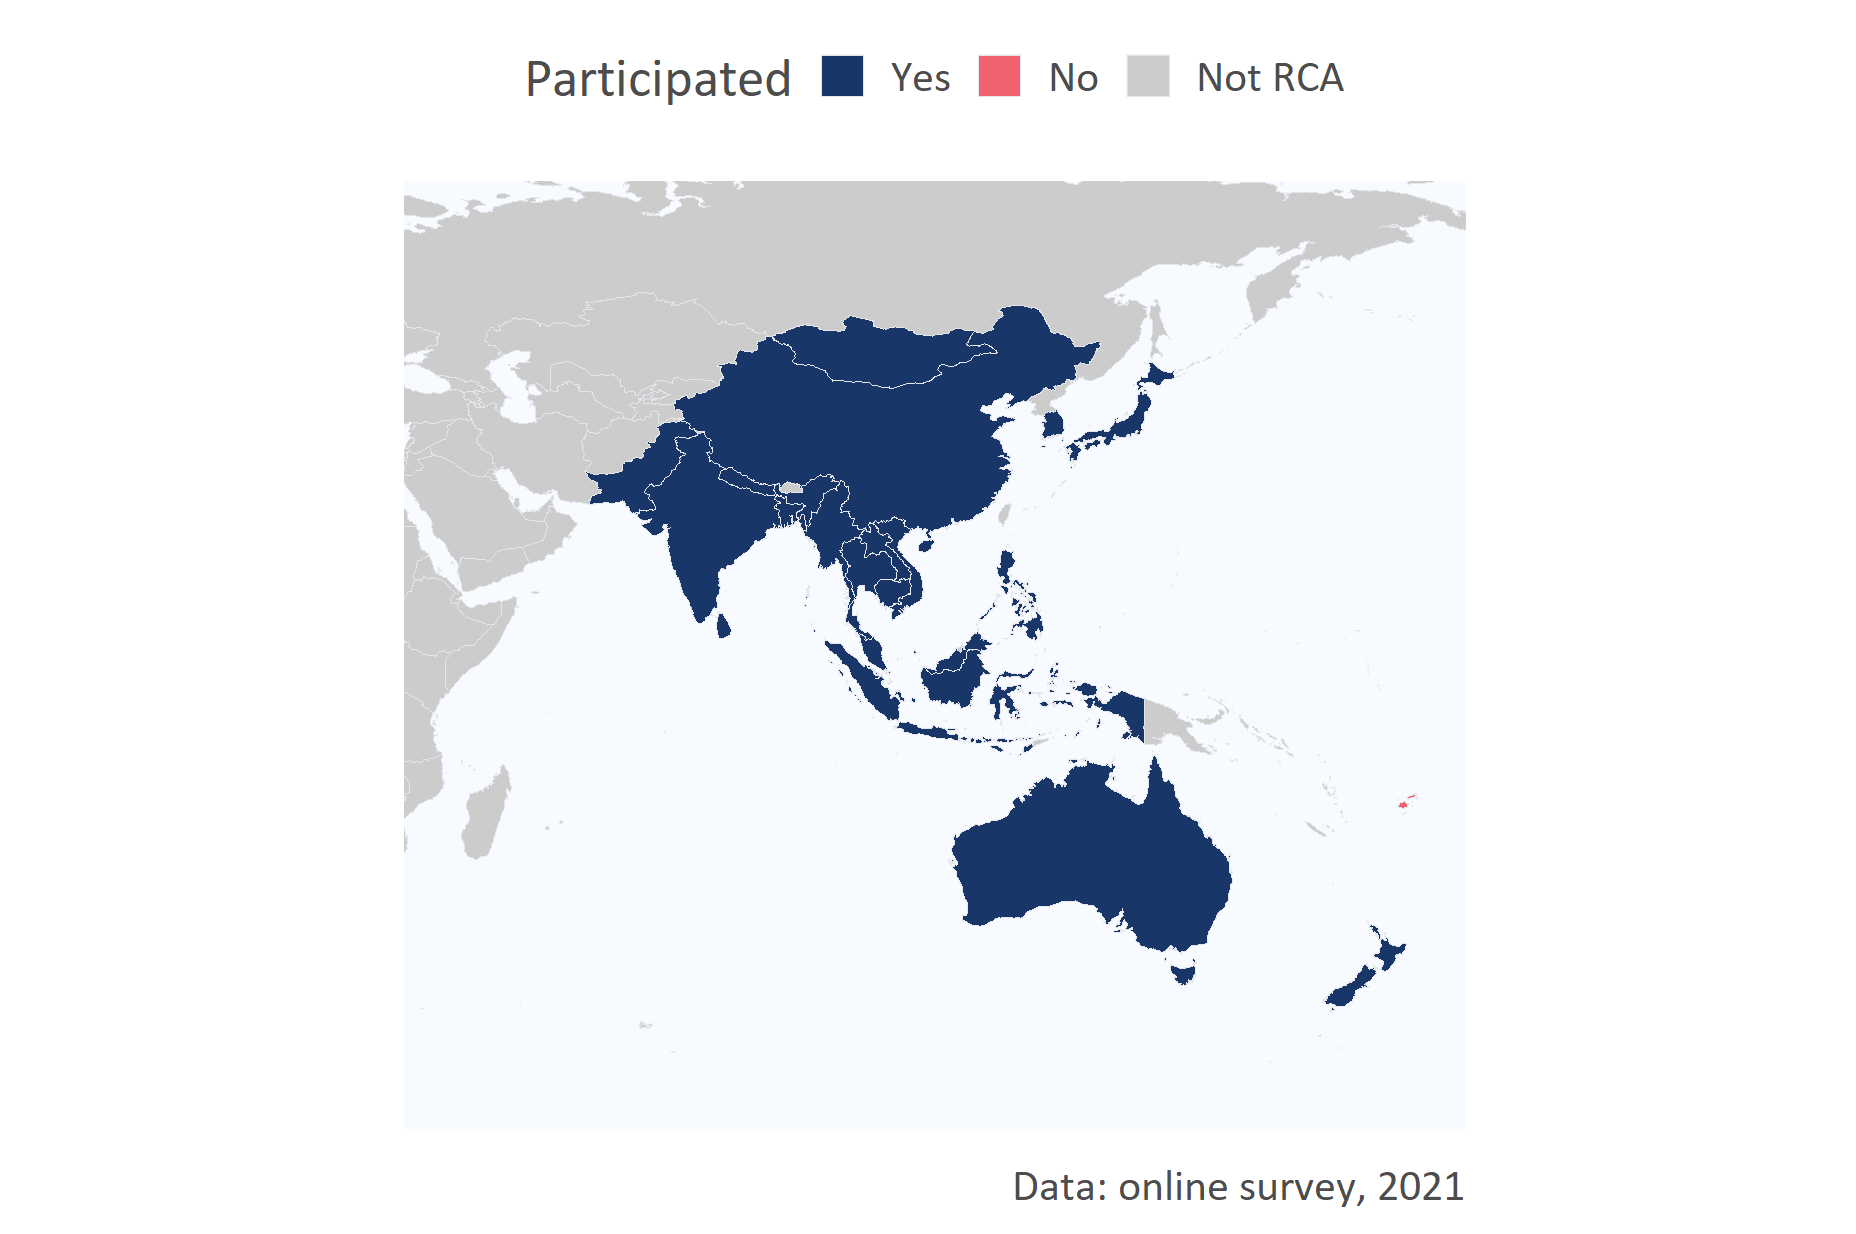 Participated Yes No Not RCA
Data: online survey, 2021